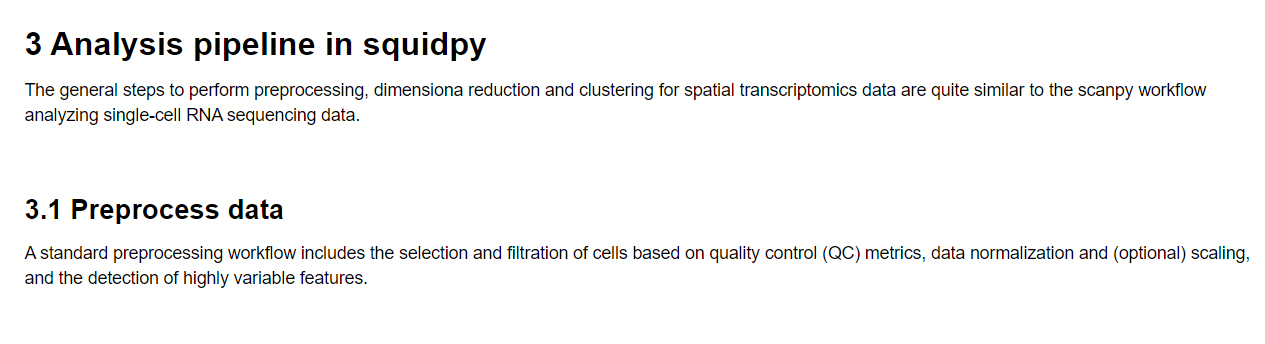 3 Analysis pipeline in squidpy
The general steps to perform preprocessing, dimensiona reduction and clustering for spatial transcriptomics data are quite similar to the scanpy workflow
analyzing single-cell RNA sequencing data.
3.1 Preprocess data
A standard preprocessing workflow includes the selection and filtration of cells based on quality control (QC) metrics, data normalization and (optional) scaling,
and the detection of highly variable features.